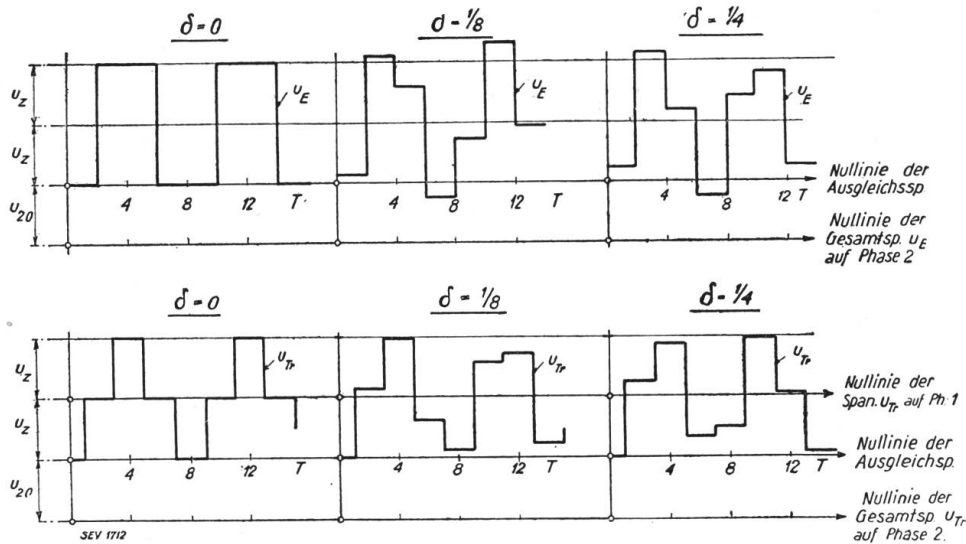 δ = 0
δ = 1/8
δ = 1/4
u_Z
u_E
u_E
u_E
u_Z
4 8 12 T
4 8 12 T
4 8 12 T
Nullinie der
Ausgleichssp.
u_20
Nullinie der
Gesamtsp. u_E
auf Phase 2
δ = 0
δ = 1/8
δ = 1/4
u_Z
u_Tr
u_Tr
u_Tr
Nullinie der
Span. u_Tr auf Ph. 1
u_Z
4 8 12 T
4 8 12 T
4 8 12 T
Nullinie der
Ausgleichsp.
u_20
Nullinie der
Gesamtsp. u_Tr
auf Phase 2.
SEV 1712